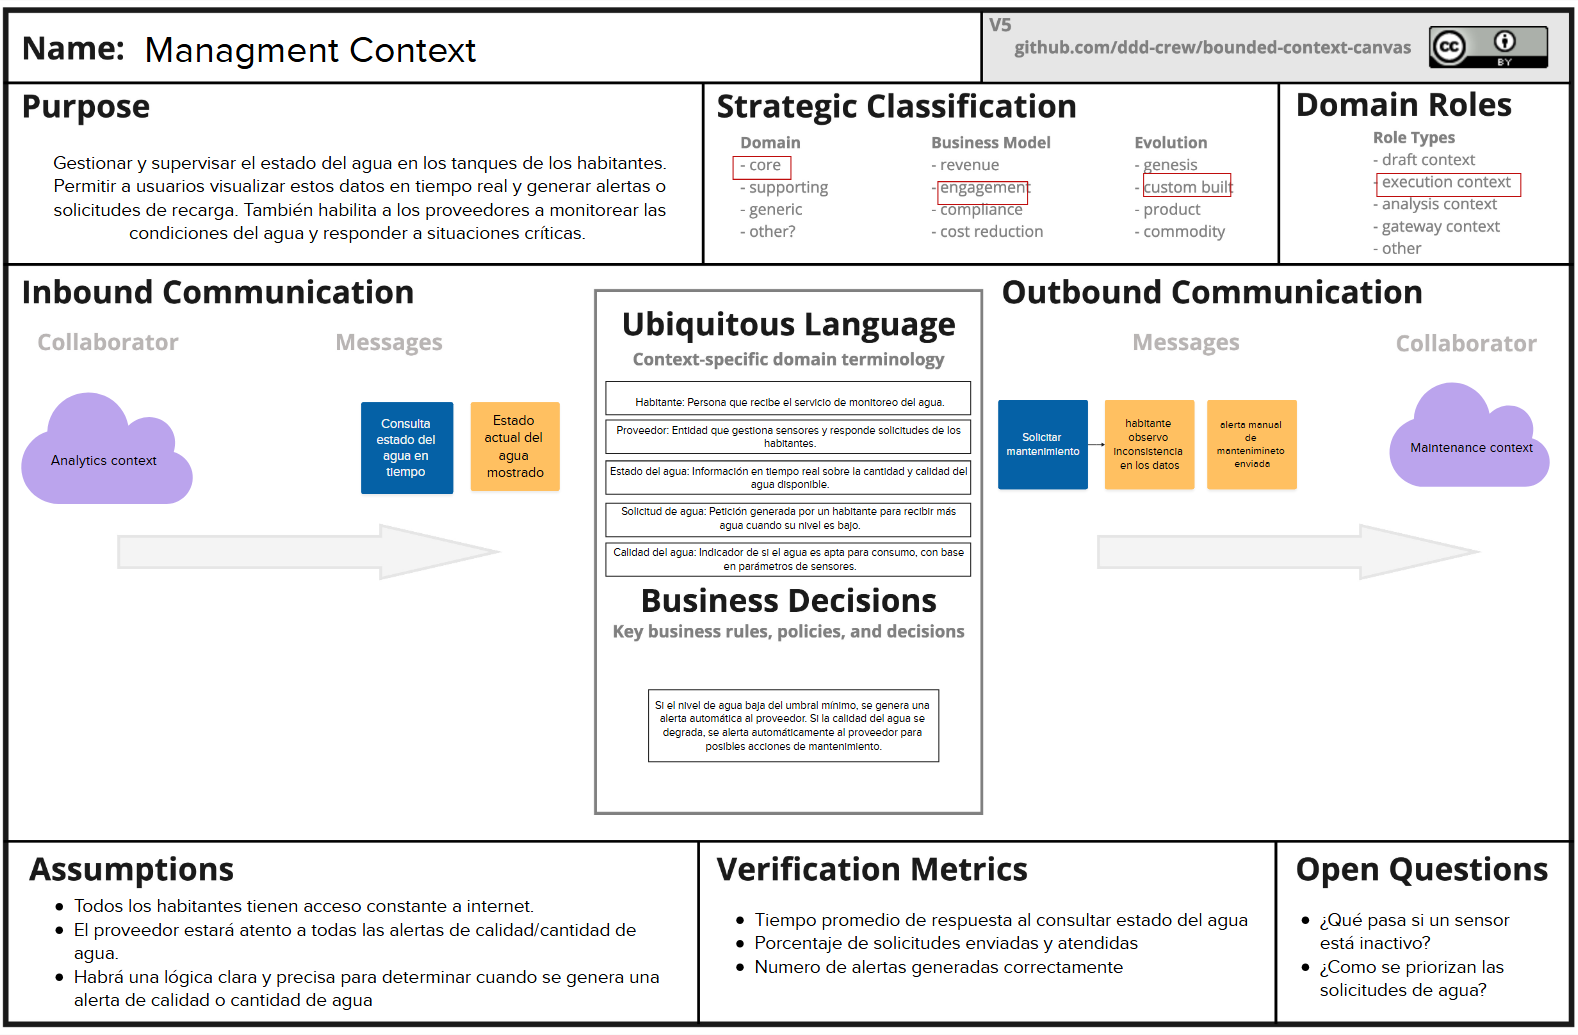 Name: Managment Context
V5
github.com/ddd-crew/bounded-context-canvas
CC
BY
Purpose
Gestionar y supervisar el estado del agua en los tanques de los habitantes.
Permitir a usuarios visualizar estos datos en tiempo real y generar alertas o
solicitudes de recarga. También habilita a los proveedores a monitorear las
condiciones del agua y responder a situaciones críticas.
Strategic Classification
Domain
- core
- supporting
- generic
- other?
Business Model
- revenue
- engagement
- compliance
- cost reduction
Evolution
- genesis
- custom built
- product
- commodity
Domain Roles
Role Types
- draft context
- execution context
- analysis context
- gateway context
- other
Inbound Communication
Collaborator
Messages
Analytics context
Consulta
estado del
agua en
tiempo
Estado
actual del
agua
mostrado
Ubiquitous Language
Context-specific domain terminology
Habitante: Persona que recibe el servicio de monitoreo del agua.
Proveedor: Entidad que gestiona sensores y responde solicitudes de los
habitantes.
Estado del agua: Información en tiempo real sobre la cantidad y calidad del
agua disponible.
Solicitud de agua: Petición generada por un habitante para recibir más
agua cuando su nivel es bajo.
Calidad del agua: Indicador de si el agua es apta para consumo, con base
en parámetros de sensores.
Business Decisions
Key business rules, policies, and decisions
Si el nivel de agua baja del umbral mínimo, se genera una
alerta automática al proveedor. Si la calidad del agua se
degrada, se alerta automáticamente al proveedor para
posibles acciones de mantenimiento.
Outbound Communication
Messages
Collaborator
Solicitar
mantenimiento
habitante
observo
inconsistencia
en los datos
alerta manual
de
mantenimineto
enviada
Maintenance context
Assumptions
• Todos los habitantes tienen acceso constante a internet.
• El proveedor estará atento a todas las alertas de calidad/cantidad de
agua.
• Habrá una lógica clara y precisa para determinar cuando se genera una
alerta de calidad o cantidad de agua
Verification Metrics
• Tiempo promedio de respuesta al consultar estado del agua
• Porcentaje de solicitudes enviadas y atendidas
• Numero de alertas generadas correctamente
Open Questions
• ¿Qué pasa si un sensor
está inactivo?
• ¿Como se priorizan las
solicitudes de agua?